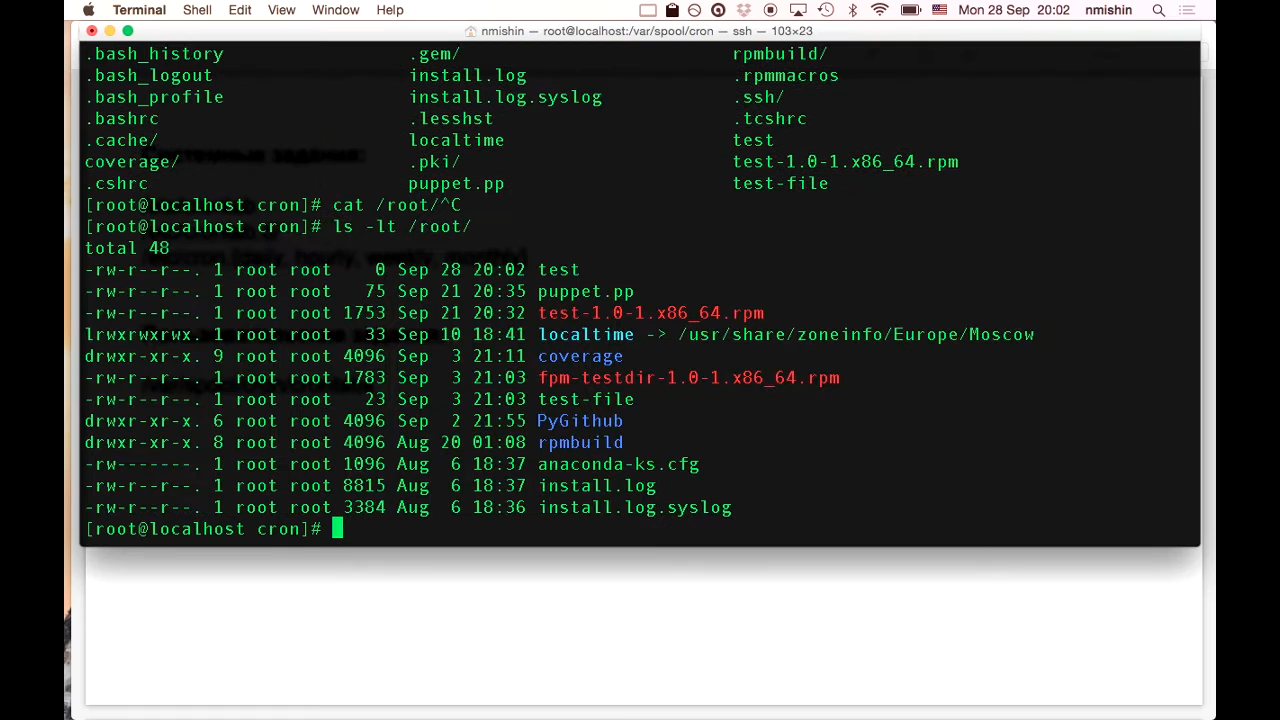 Terminal Shell Edit View Window Help Mon 28 Sep 20:02 nmishin
nmishin — root@localhost:/var/spool/cron — ssh — 103×23
.bash_history .gem/ rpmbuild/
.bash_logout install.log .rpmmacros
.bash_profile install.log.syslog .ssh/
.bashrc .lesshst .tcshrc
.cache/ localtime test
coverage/ .pki/ test-1.0-1.x86_64.rpm
.cshrc puppet.pp test-file
[root@localhost cron]# cat /root/^C
[root@localhost cron]# ls -lt /root/
total 48
-rw-r--r--. 1 root root    0 Sep 28 20:02 test
-rw-r--r--. 1 root root   75 Sep 21 20:35 puppet.pp
-rw-r--r--. 1 root root 1753 Sep 21 20:32 test-1.0-1.x86_64.rpm
lrwxrwxrwx. 1 root root   33 Sep 10 18:41 localtime -> /usr/share/zoneinfo/Europe/Moscow
drwxr-xr-x. 9 root root 4096 Sep  3 21:11 coverage
-rw-r--r--. 1 root root 1783 Sep  3 21:03 fpm-testdir-1.0-1.x86_64.rpm
-rw-r--r--. 1 root root   23 Sep  3 21:03 test-file
drwxr-xr-x. 6 root root 4096 Sep  2 21:55 PyGithub
drwxr-xr-x. 8 root root 4096 Aug 20 01:08 rpmbuild
-rw-------. 1 root root 1096 Aug  6 18:37 anaconda-ks.cfg
-rw-r--r--. 1 root root 8815 Aug  6 18:37 install.log
-rw-r--r--. 1 root root 3384 Aug  6 18:36 install.log.syslog
[root@localhost cron]#